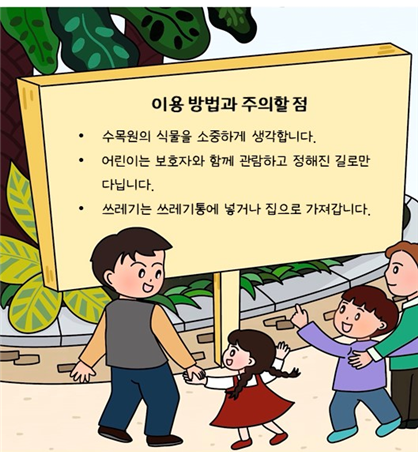 이용 방법과 주의할 점
• 수목원의 식물을 소중하게 생각합니다.
• 어린이는 보호자와 함께 관람하고 정해진 길로만
다닙니다.
• 쓰레기는 쓰레기통에 넣거나 집으로 가져갑니다.